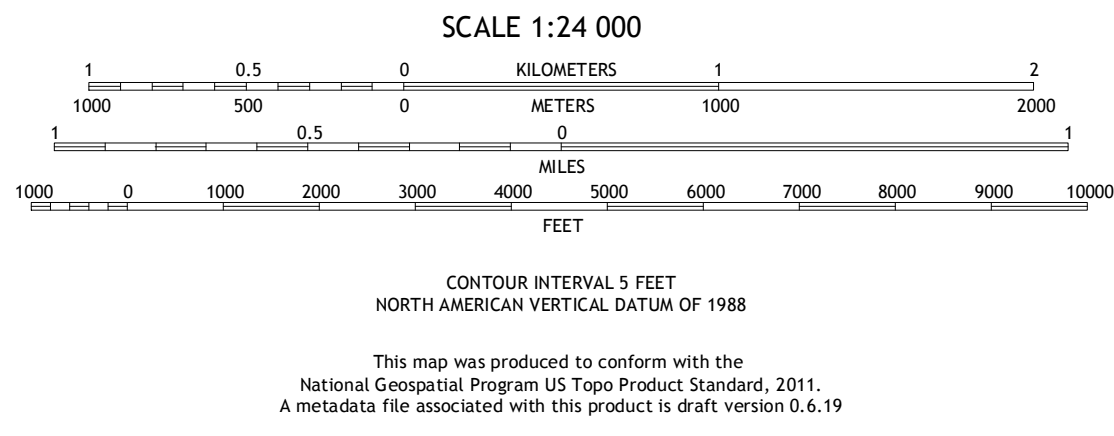 SCALE 1:24 000
1 0.5 0 KILOMETERS 1 2
1000 500 0 METERS 1000 2000
1 0.5 0 1
MILES
1000 0 1000 2000 3000 4000 5000 6000 7000 8000 9000 10000
FEET
CONTOUR INTERVAL 5 FEET
NORTH AMERICAN VERTICAL DATUM OF 1988
This map was produced to conform with the
National Geospatial Program US Topo Product Standard, 2011.
A metadata file associated with this product is draft version 0.6.19